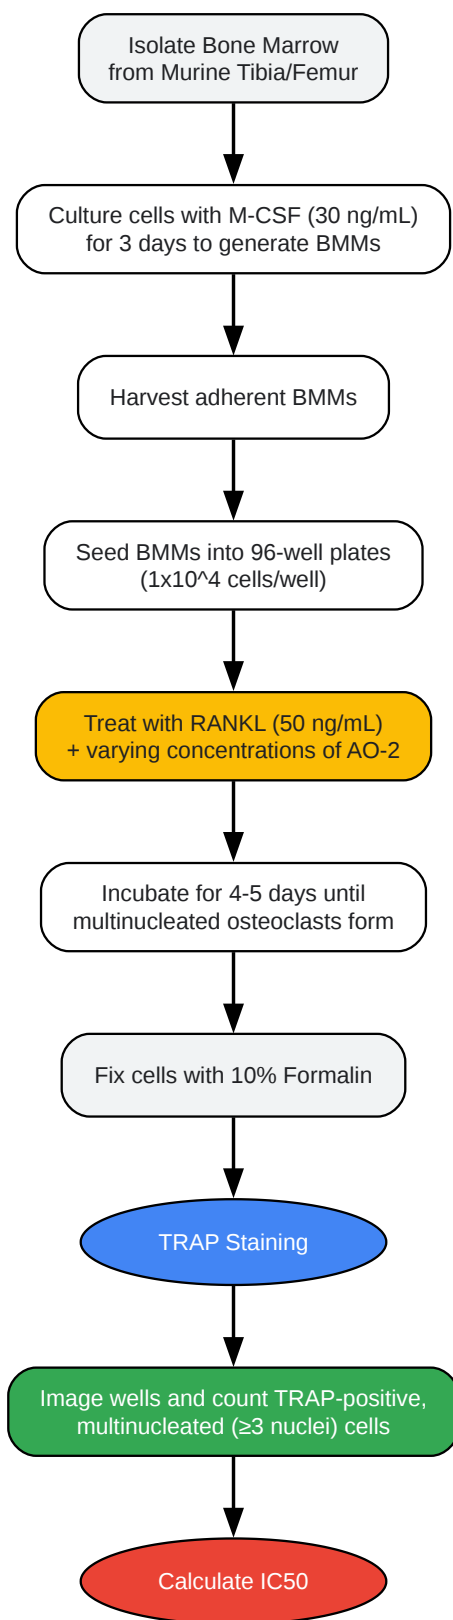 Isolate Bone Marrow
from Murine Tibia/Femur
Culture cells with M-CSF (30 ng/mL)
for 3 days to generate BMMs
Harvest adherent BMMs
Seed BMMs into 96-well plates
(1x10^4 cells/well)
Treat with RANKL (50 ng/mL)
+ varying concentrations of AO-2
Incubate for 4-5 days until
multinucleated osteoclasts form
Fix cells with 10% Formalin
TRAP Staining
Image wells and count TRAP-positive,
multinucleated (≥3 nuclei) cells
Calculate IC50